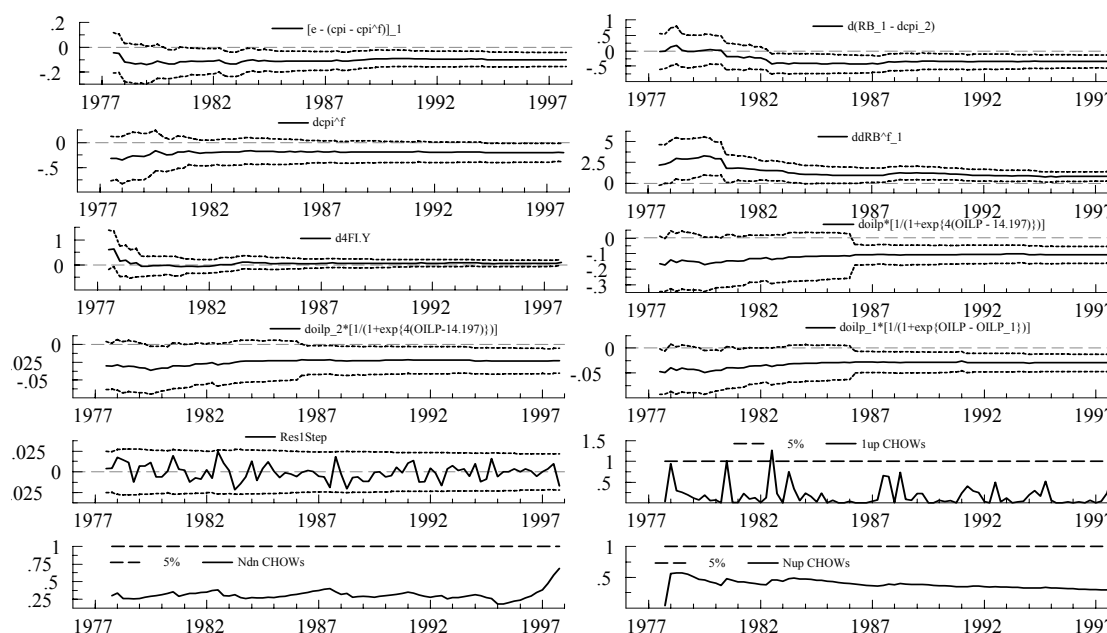 [e - (cpi - cpi^f)]_1
.2
0
-.2
1977 1982 1987 1992 1997
d(RB_1 - dcpi_2)
1
.5
0
-.5
1977 1982 1987 1992 199
dcpi^f
0
-.5
1977 1982 1987 1992 1997
ddRB^f_1
5
2.5
0
1977 1982 1987 1992 199
d4FI.Y
1
0
1977 1982 1987 1992 1997
doilp*[1/(1+exp{4(OILP - 14.197)})]
0
-.1
-.2
-.3
1977 1982 1987 1992 199
doilp_2*[1/(1+exp{4(OILP-14.197)})]
0
025
-.05
1977 1982 1987 1992 1997
doilp_1*[1/(1+exp{OILP - OILP_1})]
0
-.05
1977 1982 1987 1992 199
Res1Step
.025
0
025
1977 1982 1987 1992 1997
5% 1up CHOWs
1.5
1
.5
1977 1982 1987 1992 199
1
5% Ndn CHOWs
.75
.5
.25
1977 1982 1987 1992 1997
1
5% Nup CHOWs
.5
1977 1982 1987 1992 199